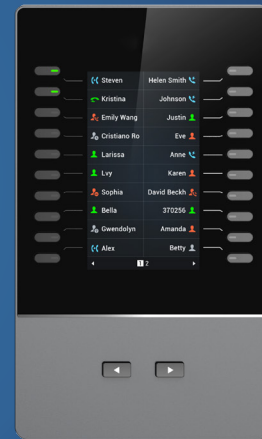 Steven Helen Smith
Kristina Johnson
Emily Wang Justin
Cristiano Ro Eve
Larissa Anne
Lvy Karen
Sophia David Beckh
Bella 370256
Gwendolyn Amanda
Alex Betty
1 2